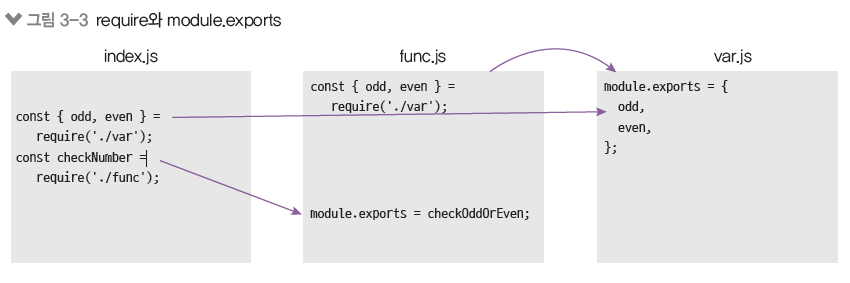 그림 3-3 require와 module.exports
index.js
const { odd, even } =
require('./var');
const checkNumber =
require('./func');
func.js
const { odd, even } =
require('./var');
module.exports = checkOddOrEven;
var.js
module.exports = {
odd,
even,
};